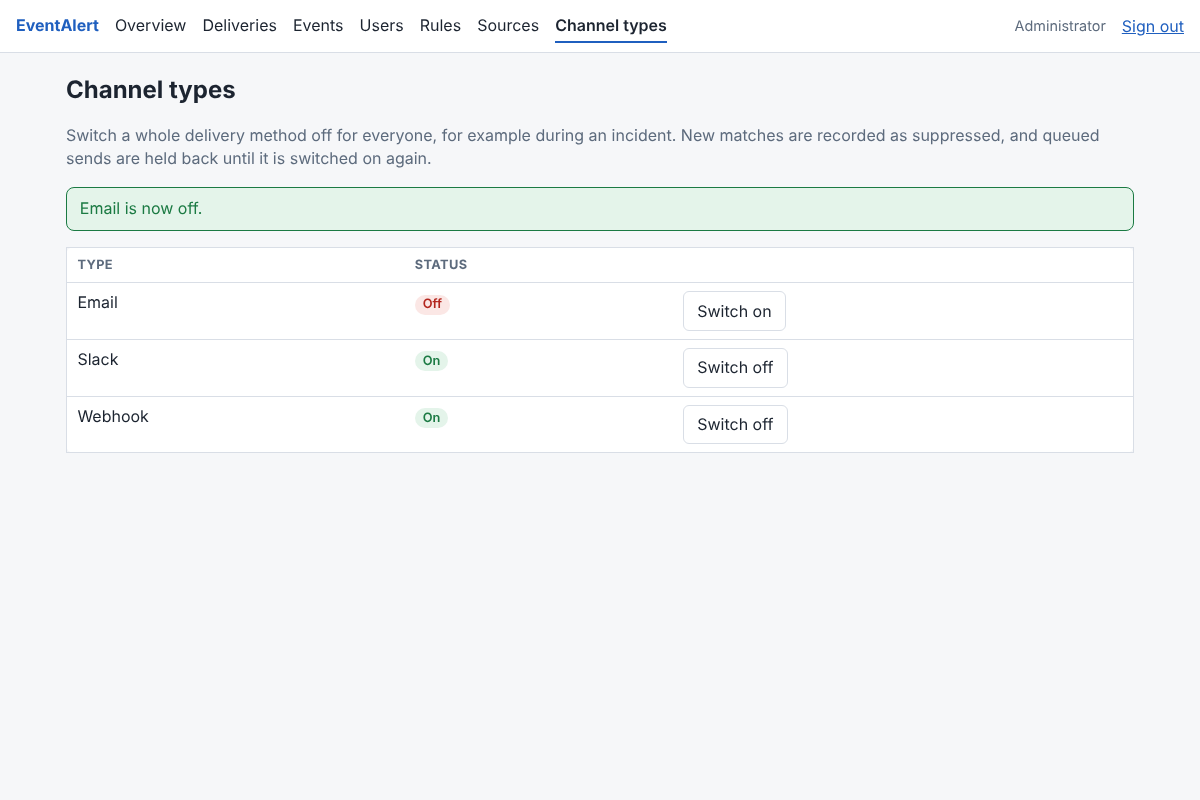 EventAlert Overview Deliveries Events Users Rules Sources Channel types Administrator Sign out
Channel types
Switch a whole delivery method off for everyone, for example during an incident. New matches are recorded as suppressed, and queued
sends are held back until it is switched on again.
Email is now off.
TYPE STATUS
Email Off Switch on
Slack On Switch off
Webhook On Switch off